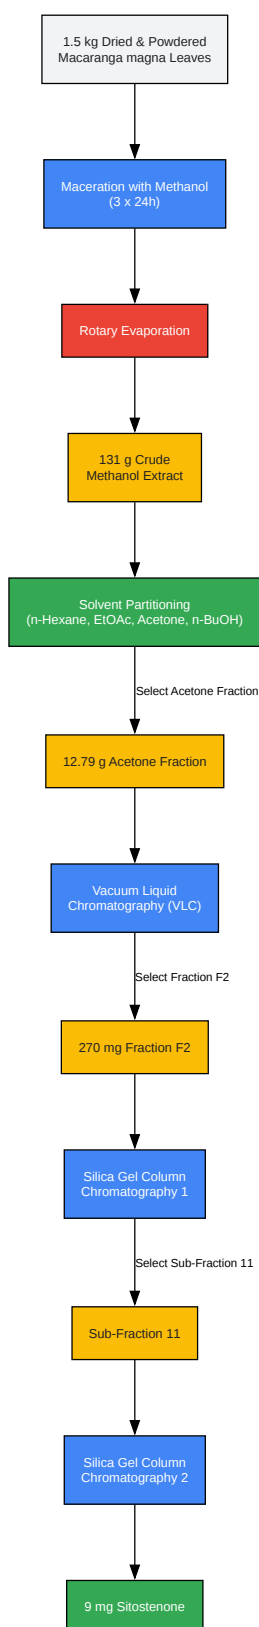 1.5 kg Dried & Powdered
Macaranga magna Leaves
Maceration with Methanol
(3 x 24h)
Rotary Evaporation
131 g Crude
Methanol Extract
Solvent Partitioning
(n-Hexane, EtOAc, Acetone, n-BuOH)
Select Acetone Fraction
12.79 g Acetone Fraction
Vacuum Liquid
Chromatography (VLC)
Select Fraction F2
270 mg Fraction F2
Silica Gel Column
Chromatography 1
Select Sub-Fraction 11
Sub-Fraction 11
Silica Gel Column
Chromatography 2
9 mg Sitostenone